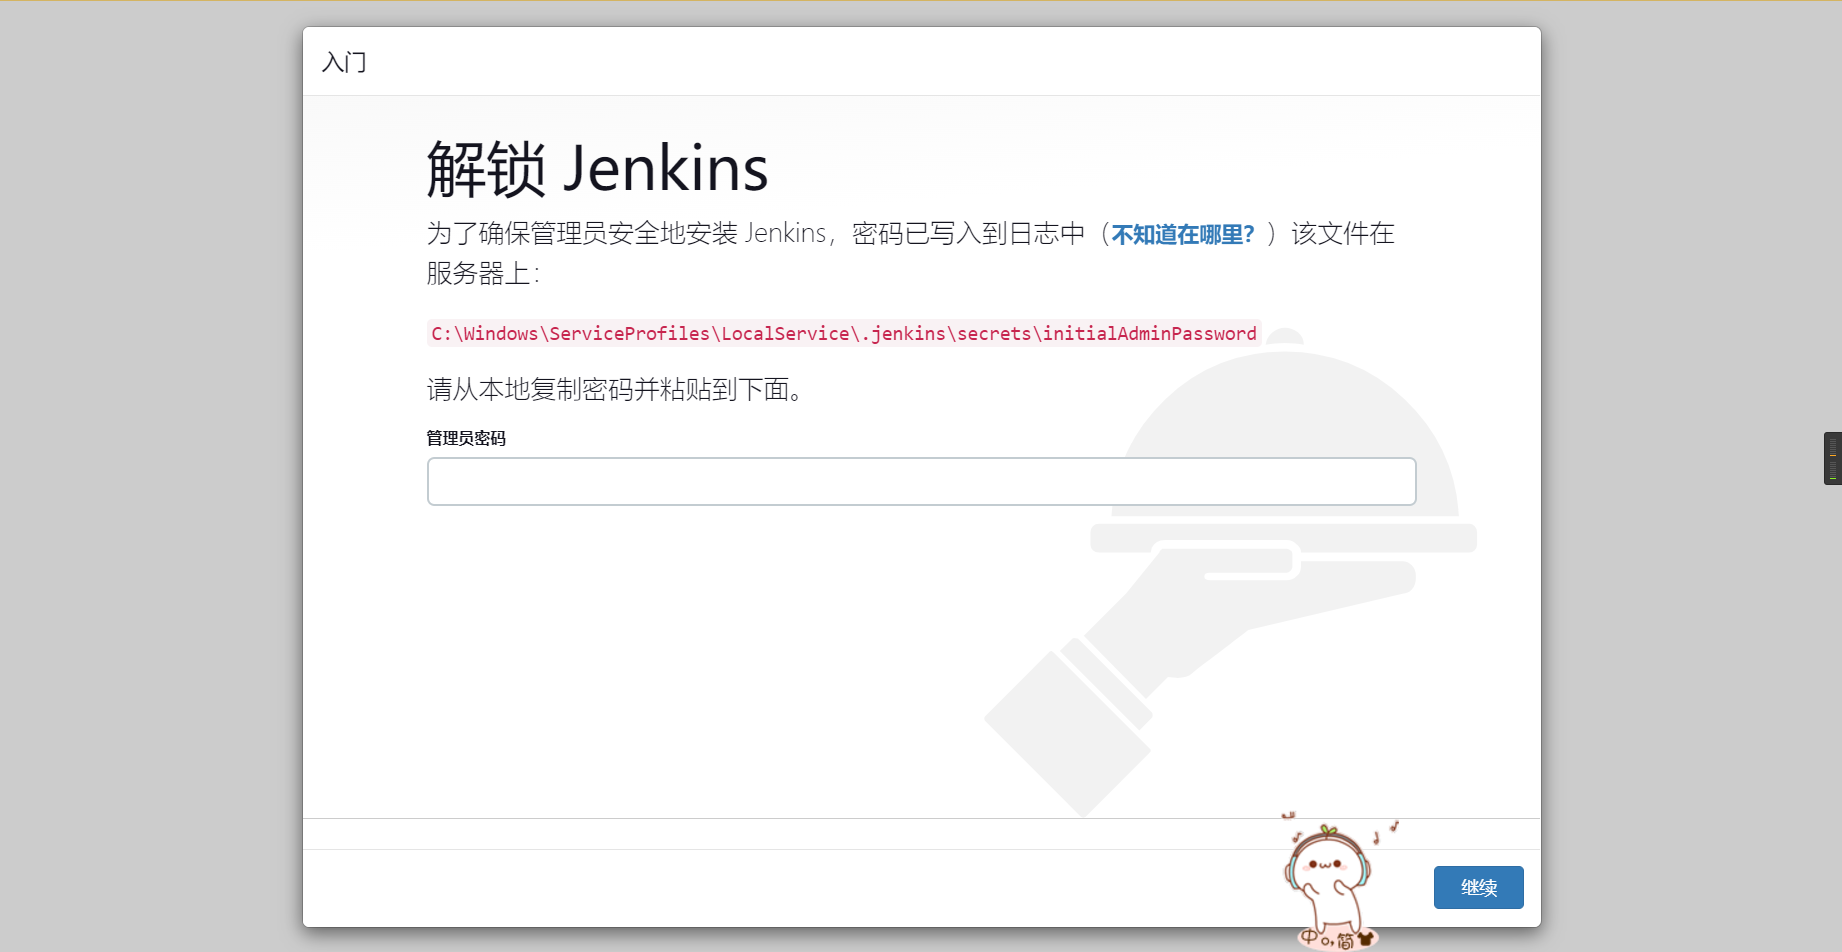 入门
解锁 Jenkins
为了确保管理员安全地安装 Jenkins，密码已写入到日志中（不知道在哪里？）该文件在
服务器上：
C:\Windows\ServiceProfiles\LocalService\.jenkins\secrets\initialAdminPassword
请从本地复制密码并粘贴到下面。
管理员密码
继续
中 o, 简